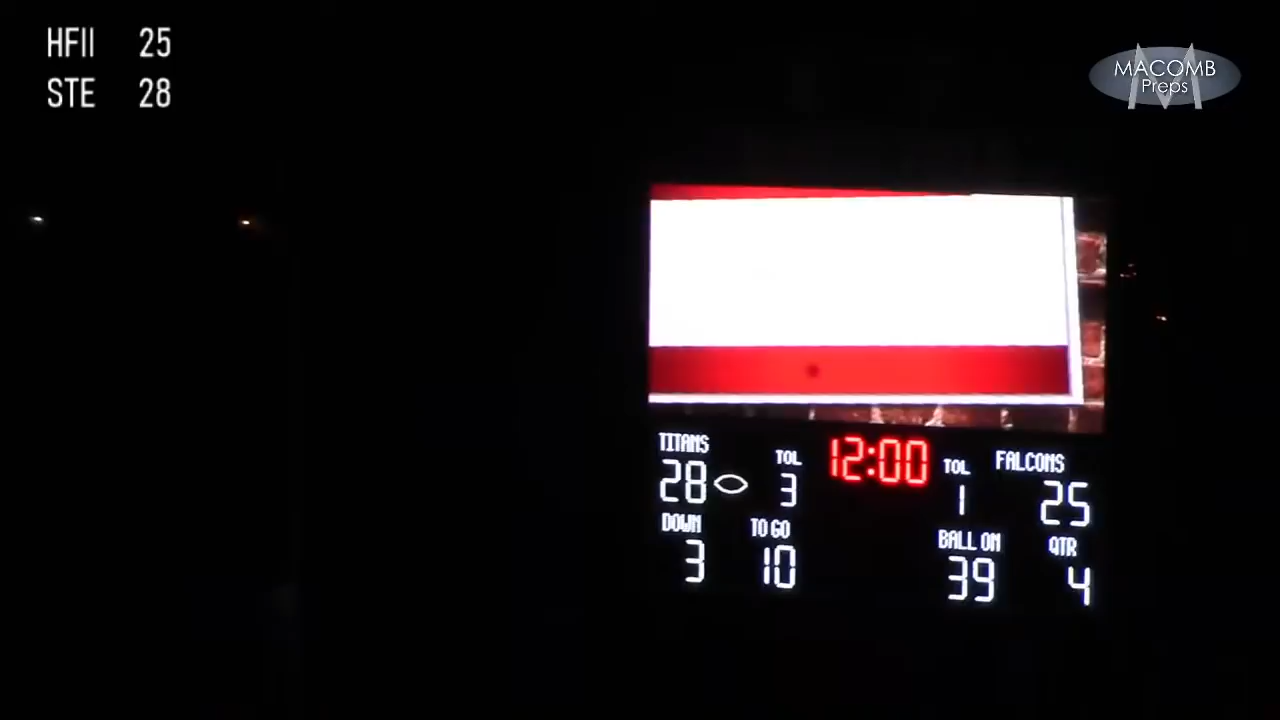 HFII 25
STE 28
MACOMB
Preps
TITANS
28
TOL
3
12:00
TOL
1
FALCONS
25
DOWN
3
TO GO
10
BALL ON
39
QTR
4